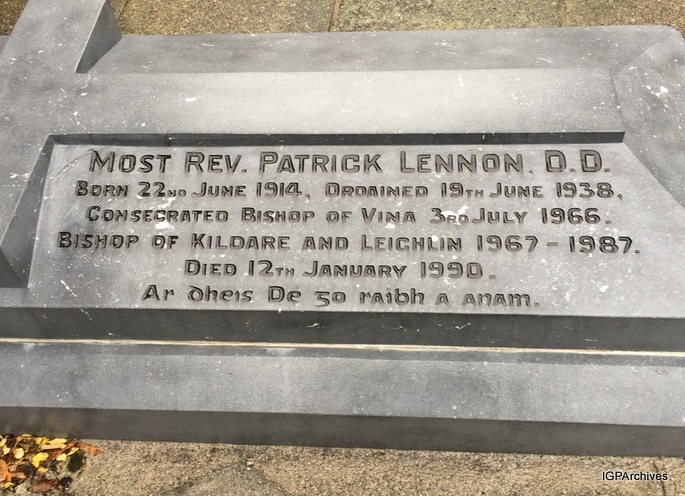 MOST REV. PATRICK LENNON, D.D.
BORN 22ND JUNE 1914, ORDAINED 19TH JUNE 1938,
CONSECRATED BISHOP OF VINA 3RD JULY 1966.
BISHOP OF KILDARE AND LEIGHLIN 1967 - 1987.
DIED 12TH JANUARY 1990.
Ar dheis De go raibh a anam.
IGPArchives